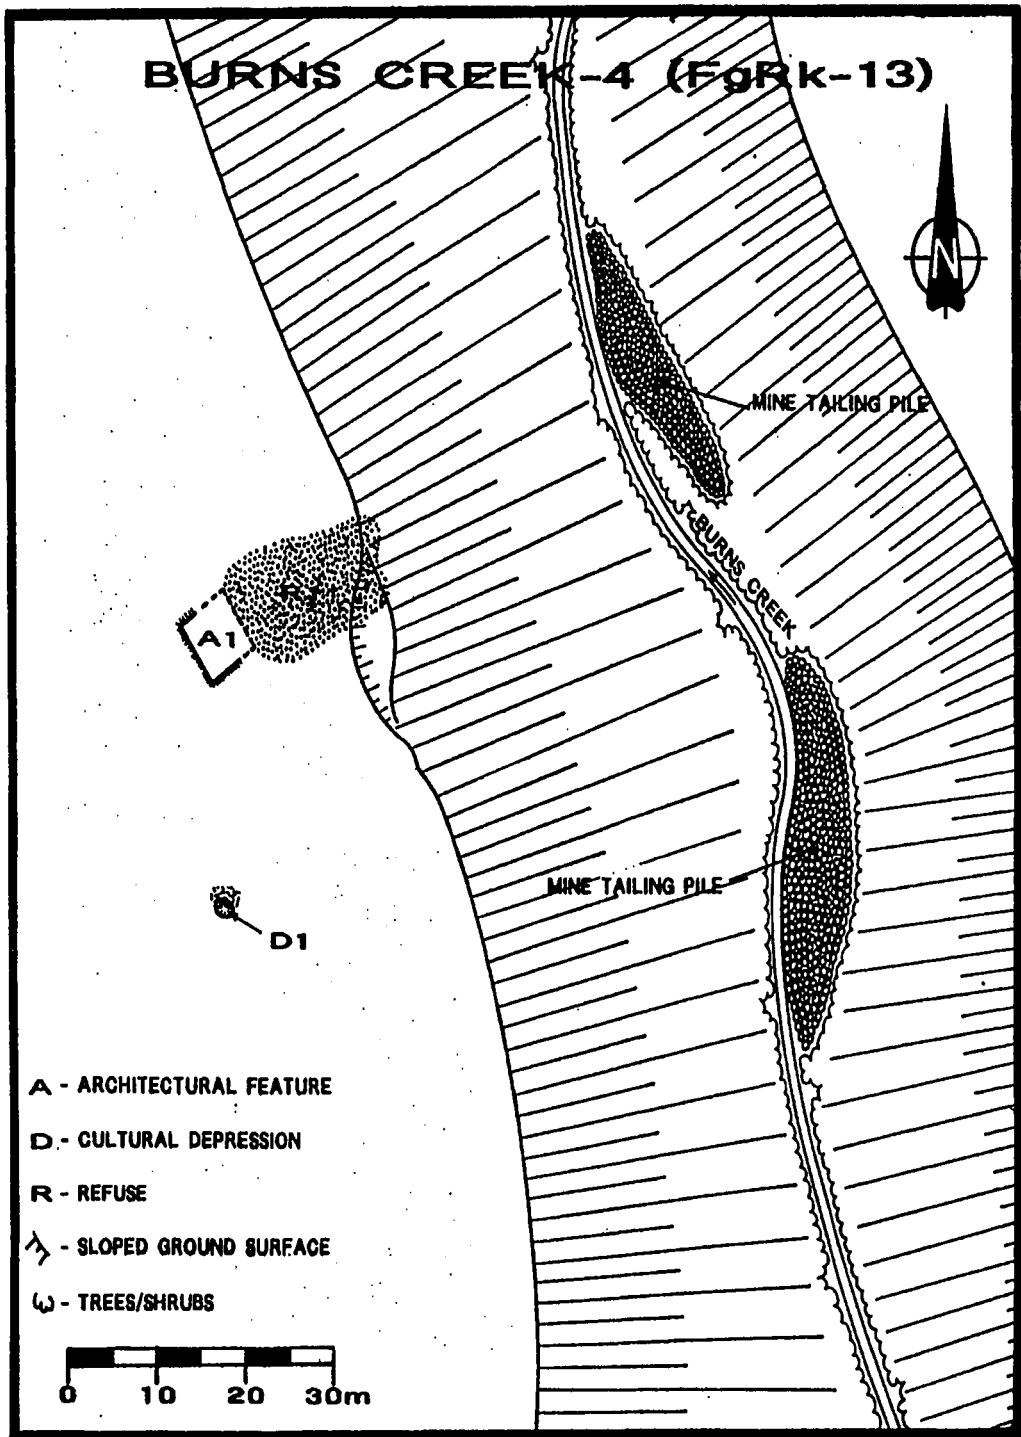 BURNS CREEK-4 (FgRk-13)
N
MINE TAILING PILE
BURNS CREEK
R1
A1
MINE TAILING PILE
D1
A - ARCHITECTURAL FEATURE
D - CULTURAL DEPRESSION
R - REFUSE
- SLOPED GROUND SURFACE
- TREES/SHRUBS
0 10 20 30m